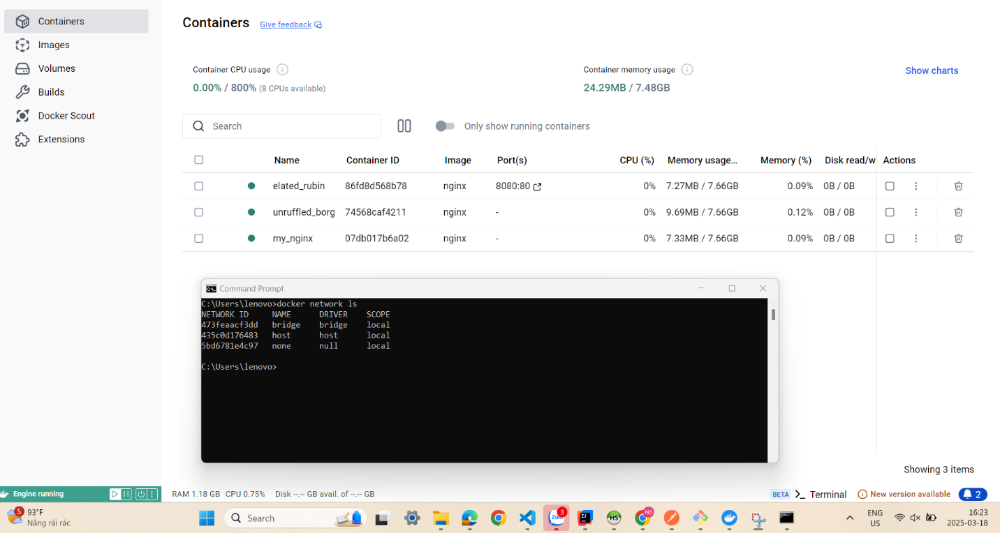 Containers
Images
Volumes
Builds
Docker Scout
Extensions
Containers Give feedback
Container CPU usage
0.00% / 800% (8 CPUs available)
Container memory usage
24.29MB / 7.48GB
Show charts
Search
Only show running containers
Name Container ID Image Port(s) CPU (%) Memory usage... Memory (%) Disk read/w Actions
elated_rubin 86fd8d568b78 nginx 8080:80 0% 7.27MB / 7.66GB 0.09% 0B / 0B
unruffled_borg 74568caf4211 nginx - 0% 9.69MB / 7.66GB 0.12% 0B / 0B
my_nginx 07db017b6a02 nginx - 0% 7.33MB / 7.66GB 0.09% 0B / 0B
Command Prompt
C:\Users\lenovo>docker network ls
NETWORK ID NAME DRIVER SCOPE
473feaacf3dd bridge bridge local
435c0d176483 host host local
5bd6781e4c97 none null local
C:\Users\lenovo>
Showing 3 items
Engine running
RAM 1.18 GB CPU 0.75% Disk --.-- GB avail. of --.-- GB
BETA >_ Terminal
New version available
2
5
93°F
Nắng rải rác
Search
Zalo
3
IJ
HS
Nô
ENG
US
16:23
2025-03-18